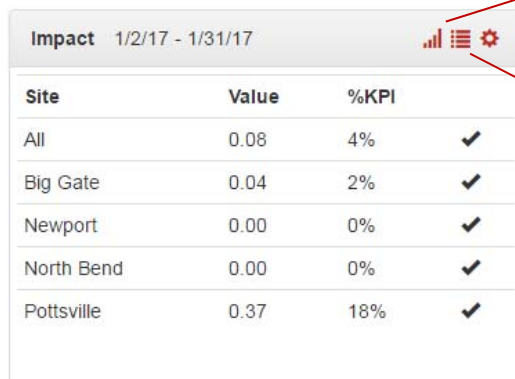 Impact 1/2/17 - 1/31/17
Site Value %KPI
All 0.08 4%
Big Gate 0.04 2%
Newport 0.00 0%
North Bend 0.00 0%
Pottsville 0.37 18%